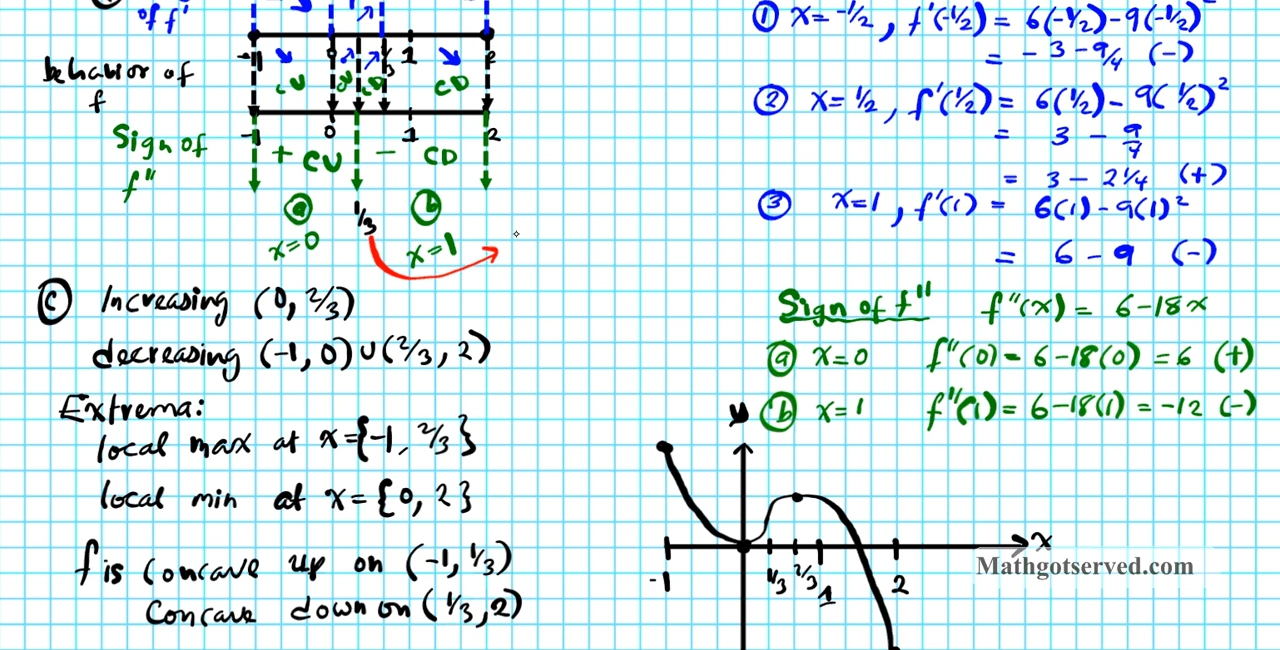 of f'
-1 0 1/3 1 2
behavior of
f
CU CD CD
-1 0 1 2
Sign of
f"
+ CU - CD
ⓐ 1/3 ⓑ
x=0 x=1
ⓒ Increasing (0, 2/3)
decreasing (-1, 0)∪(2/3, 2)
Extrema:
local max at x={-1, 2/3}
local min at x={0, 2}
f is concave up on (-1, 1/3)
Concave down on (1/3, 2)
① x=-1/2, f'(-1/2) = 6(-1/2)-9(-1/2)²
= -3-9/4 (-)
② x=1/2, f'(1/2) = 6(1/2)-9(1/2)²
= 3 - 9/4
= 3 - 2 1/4 (+)
③ x=1, f'(1) = 6(1)-9(1)²
= 6-9 (-)
Sign of f" f"(x) = 6-18x
ⓐ x=0 f"(0) = 6-18(0) = 6 (+)
ⓑ x=1 f"(1) = 6-18(1) = -12 (-)
y
x
-1 1/3 2/3 1 2
Mathgotserved.com